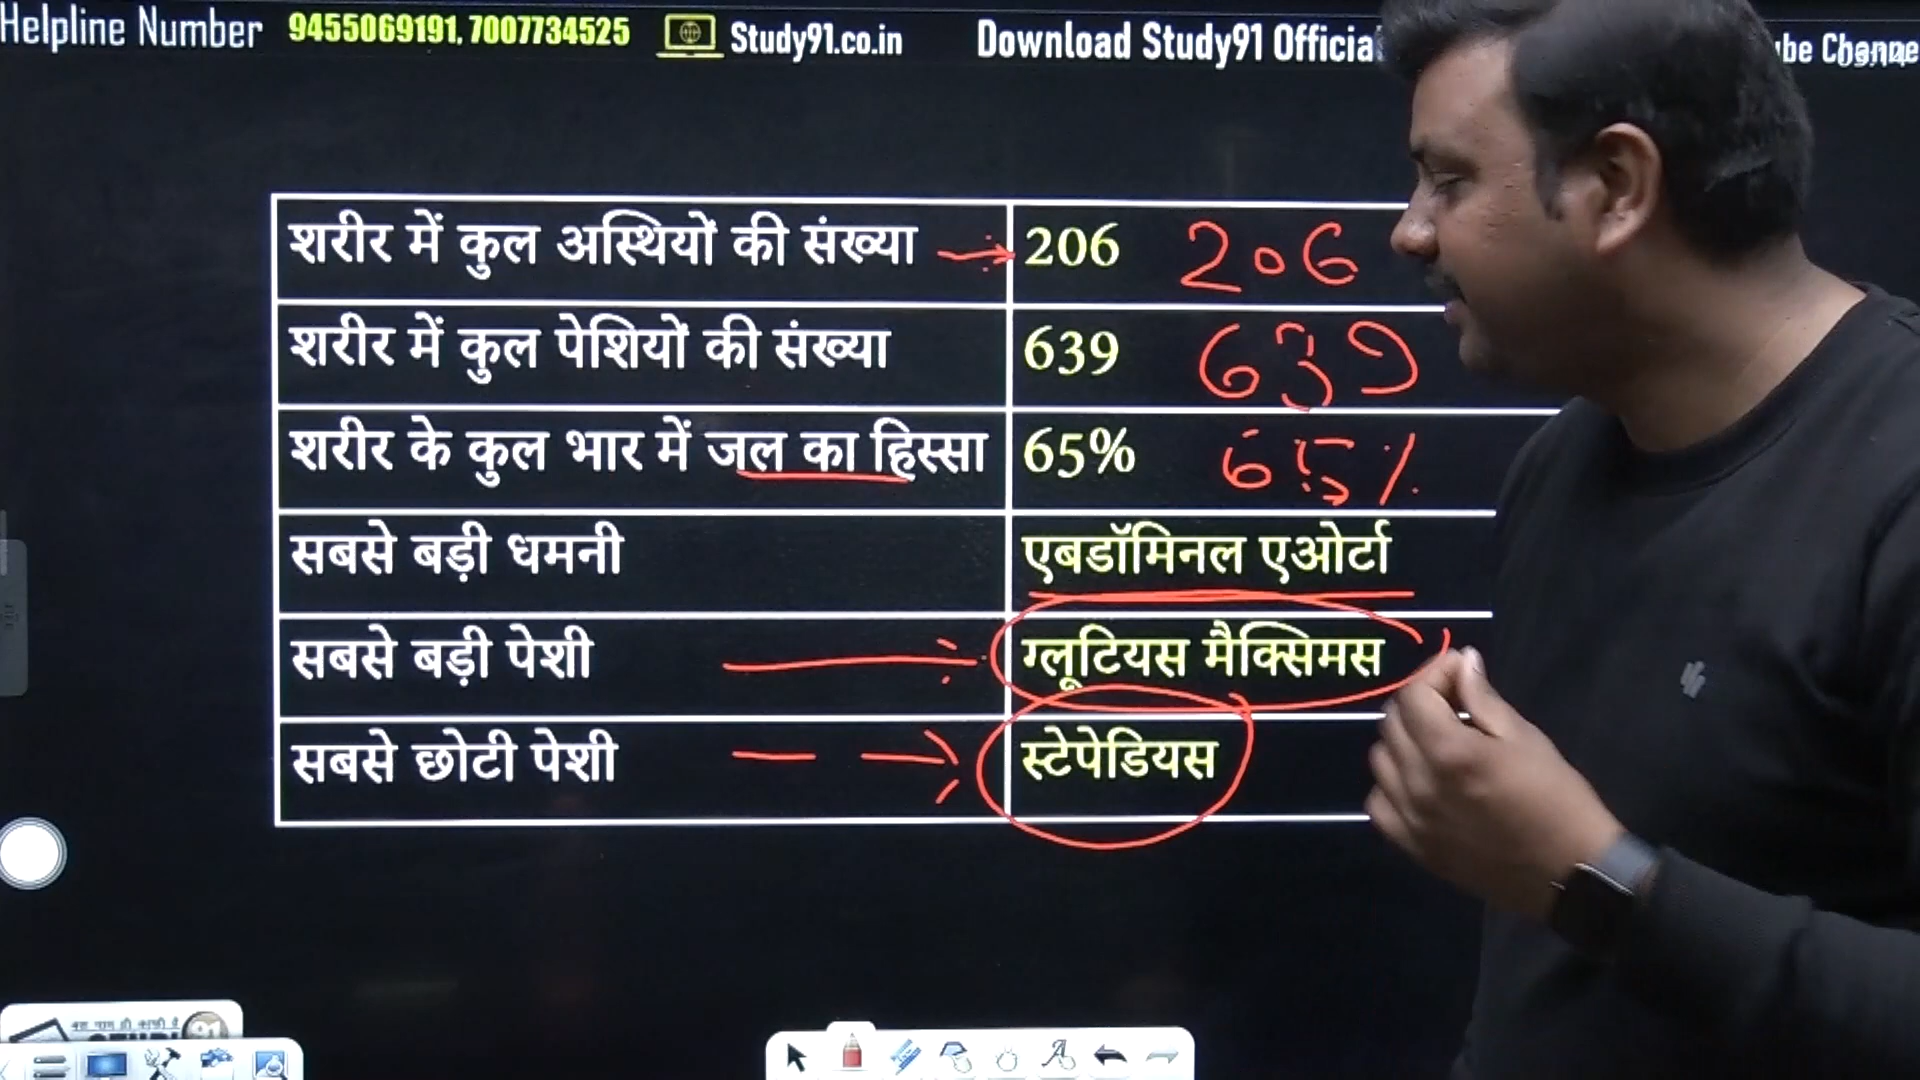 Helpline Number 9455069191, 7007734525 Study91.co.in Download Study91 Official
शरीर में कुल अस्थियों की संख्या 206 206
शरीर में कुल पेशियों की संख्या 639 639
शरीर के कुल भार में जल का हिस्सा 65% 65%
सबसे बड़ी धमनी एबडॉमिनल एओर्टा
सबसे बड़ी पेशी ग्लूटियस मैक्सिमस
सबसे छोटी पेशी स्टेपेडियस